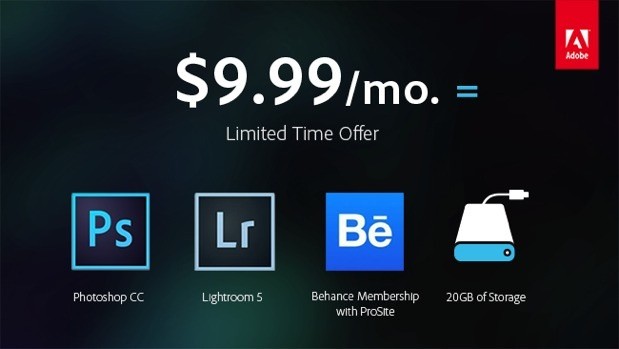 Adobe
$9.99/mo. =
Limited Time Offer
Ps
Lr
Bē
Photoshop CC
Lightroom 5
Behance Membership
with ProSite
20GB of Storage